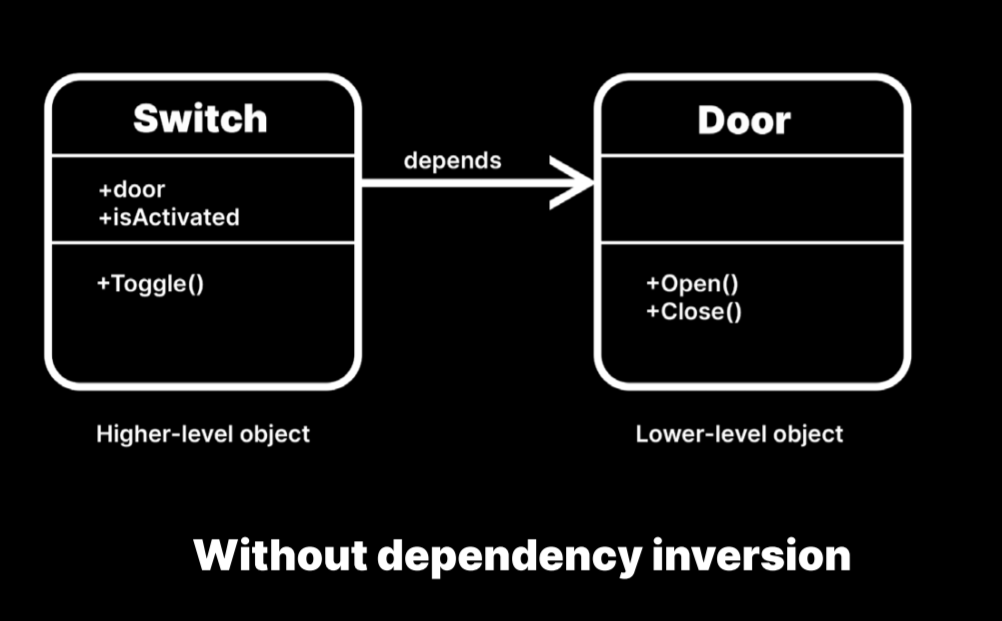 Switch
+door
+isActivated
+Toggle()
depends
Door
+Open()
+Close()
Higher-level object
Lower-level object
Without dependency inversion